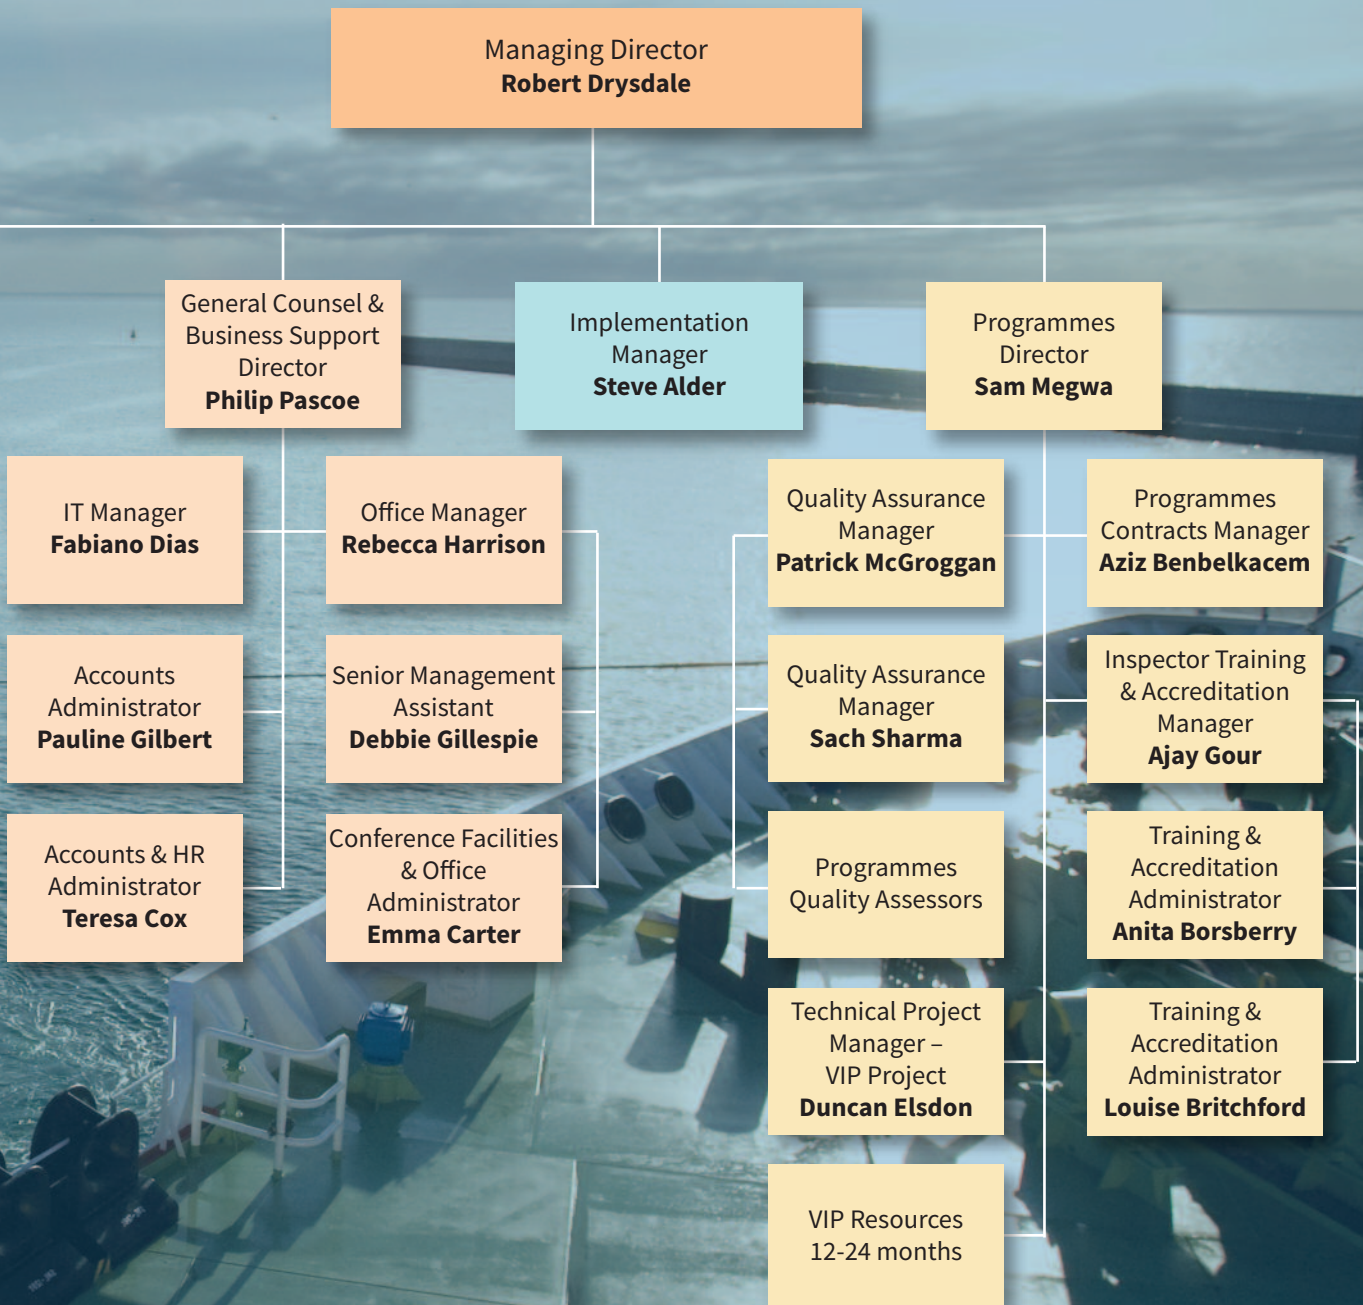 Managing Director
Robert Drysdale
General Counsel &
Business Support
Director
Philip Pascoe
Implementation
Manager
Steve Alder
Programmes
Director
Sam Megwa
IT Manager
Fabiano Dias
Office Manager
Rebecca Harrison
Quality Assurance
Manager
Patrick McGroggan
Programmes
Contracts Manager
Aziz Benbelkacem
Accounts
Administrator
Pauline Gilbert
Senior Management
Assistant
Debbie Gillespie
Quality Assurance
Manager
Sach Sharma
Inspector Training
& Accreditation
Manager
Ajay Gour
Accounts & HR
Administrator
Teresa Cox
Conference Facilities
& Office
Administrator
Emma Carter
Programmes
Quality Assessors
Training &
Accreditation
Administrator
Anita Borsberry
Technical Project
Manager –
VIP Project
Duncan Elsdon
Training &
Accreditation
Administrator
Louise Britchford
VIP Resources
12-24 months